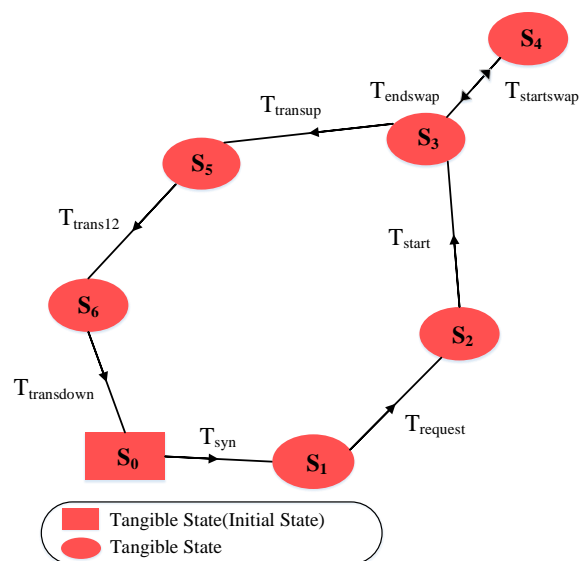 S4
Tendswap
Tstartswap
Ttransup
S3
S5
Ttrans12
Tstart
S6
S2
Ttransdown
Tsyn
Trequest
S0
S1
Tangible State(Initial State)
Tangible State